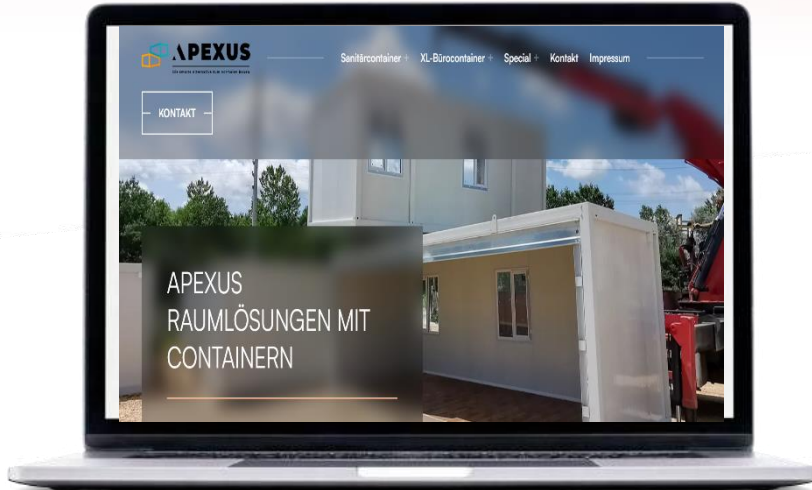 APEXUS
Sanitärcontainer + XL-Bürocontainer + Special + Kontakt Impressum
KONTAKT
APEXUS
RAUMLÖSUNGEN MIT
CONTAINERN